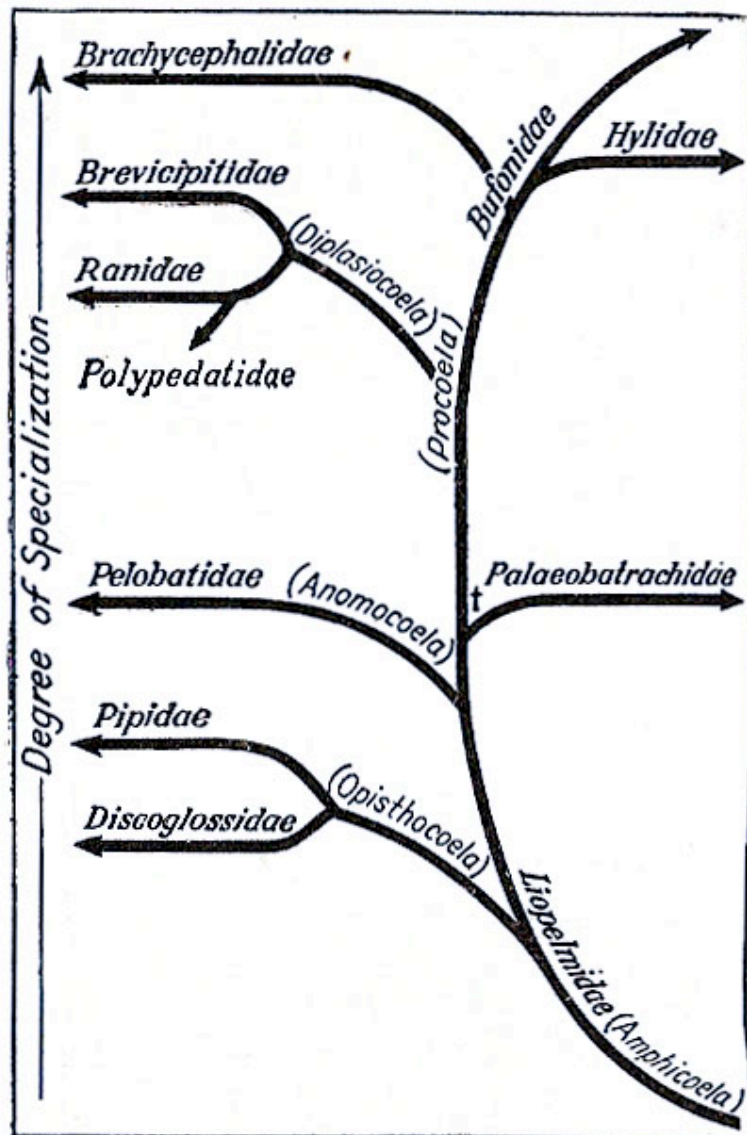 Brachycephalidae
Hylidae
Bufonidae
Brevicipitidae
(Diplasiocoela)
Ranidae
Polypedatidae
(Procoela)
Degree of Specialization
Pelobatidae
(Anomocoela)
†
Palaeobatrachidae
Pipidae
(Opisthocoela)
Discoglossidae
Liopelmidae (Amphicoela)